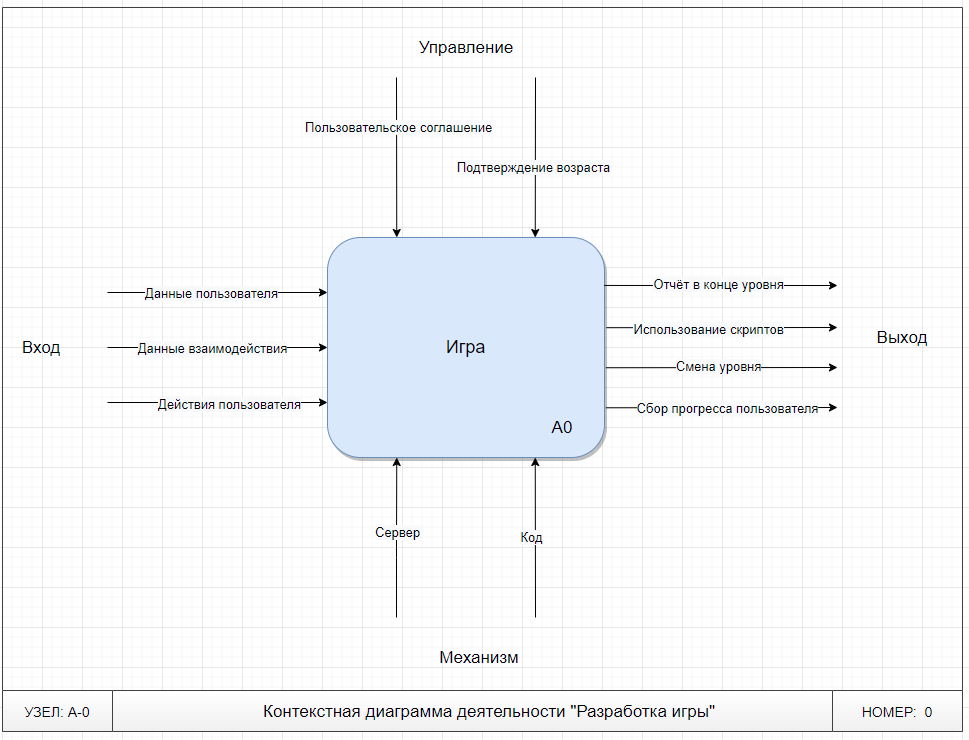 Управление
Пользовательское соглашение
Подтверждение возраста
Вход
Данные пользователя
Данные взаимодействия
Действия пользователя
Игра
A0
Отчёт в конце уровня
Использование скриптов
Смена уровня
Сбор прогресса пользователя
Выход
Сервер
Код
Механизм
УЗЕЛ: A-0
Контекстная диаграмма деятельности "Разработка игры"
НОМЕР: 0